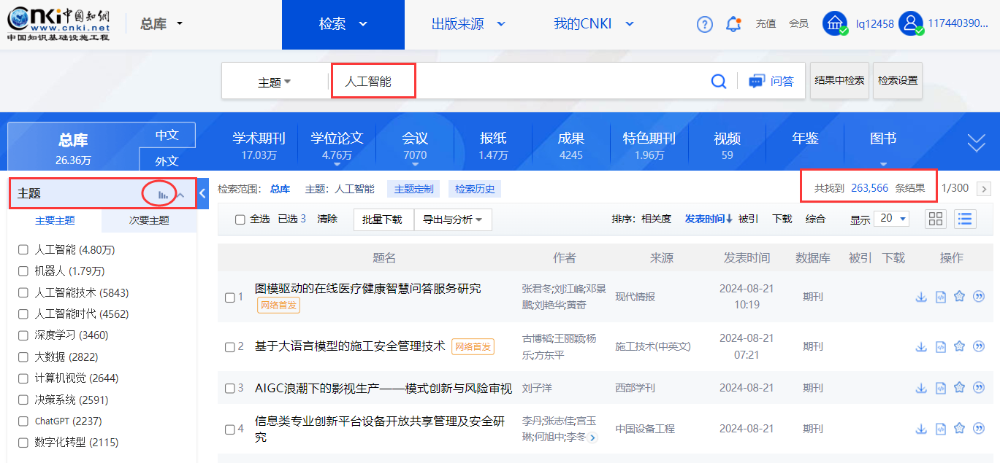 CNKi中国知网
www.cnki.net
中国知识基础设施工程
总库
检索
出版来源
我的CNKI
充值
会员
lq12458
117440390...
主题
人工智能
问答
结果中检索
检索设置
总库
26.36万
中文
外文
学术期刊
17.03万
学位论文
4.76万
会议
7070
报纸
1.47万
成果
4245
特色期刊
1.96万
视频
59
年鉴
图书
主题
主要主题
次要主题
人工智能 (4.80万)
机器人 (1.79万)
人工智能技术 (5843)
人工智能时代 (4562)
深度学习 (3460)
大数据 (2822)
计算机视觉 (2644)
决策系统 (2591)
ChatGPT (2237)
数字化转型 (2115)
检索范围: 总库 主题: 人工智能 主题定制 检索历史 共找到 263,566 条结果 1/300
全选 已选 3 清除 批量下载 导出与分析 排序: 相关度 发表时间↓ 被引 下载 综合 显示 20
题名 作者 来源 发表时间 数据库 被引 下载 操作
1 图模驱动的在线医疗健康智慧问答服务研究
网络首发
张君冬;刘江峰;邓景
鹏;刘艳华;黄奇
现代情报
2024-08-21
10:19
期刊
2 基于大语言模型的施工安全管理技术 网络首发
古博韬;王丽颖;杨
乐;方东平
施工技术(中英文)
2024-08-21
07:21
期刊
3 AIGC浪潮下的影视生产——模式创新与风险审视 刘子洋 西部学刊 2024-08-21 期刊
4 信息类专业创新平台设备开放共享管理及安全研
究
李丹;张志佳;宫玉
琳;何旭中;李冬
中国设备工程
2024-08-21
期刊